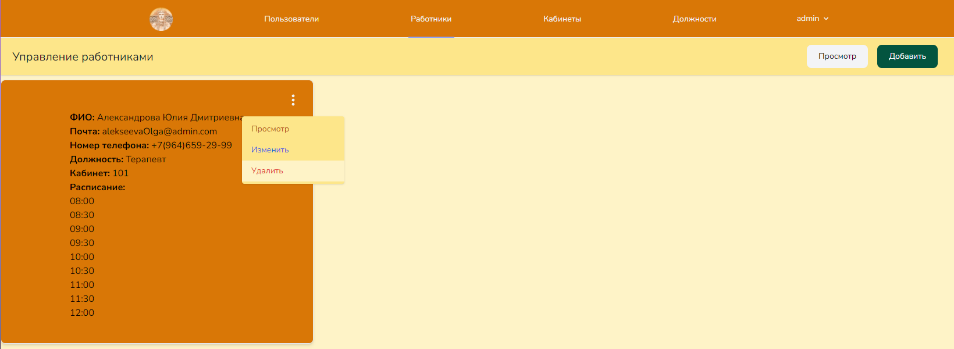 Пользователи Работники Кабинеты Должности admin
Управление работниками Просмотр Добавить
ФИО: Александрова Юлия Дмитриевна
Просмотр
Почта: alekseevaOlga@admin.com
Номер телефона: +7(964)659-29-99
Изменить
Должность: Терапевт
Удалить
Кабинет: 101
Расписание:
08:00
08:30
09:00
09:30
10:00
10:30
11:00
11:30
12:00